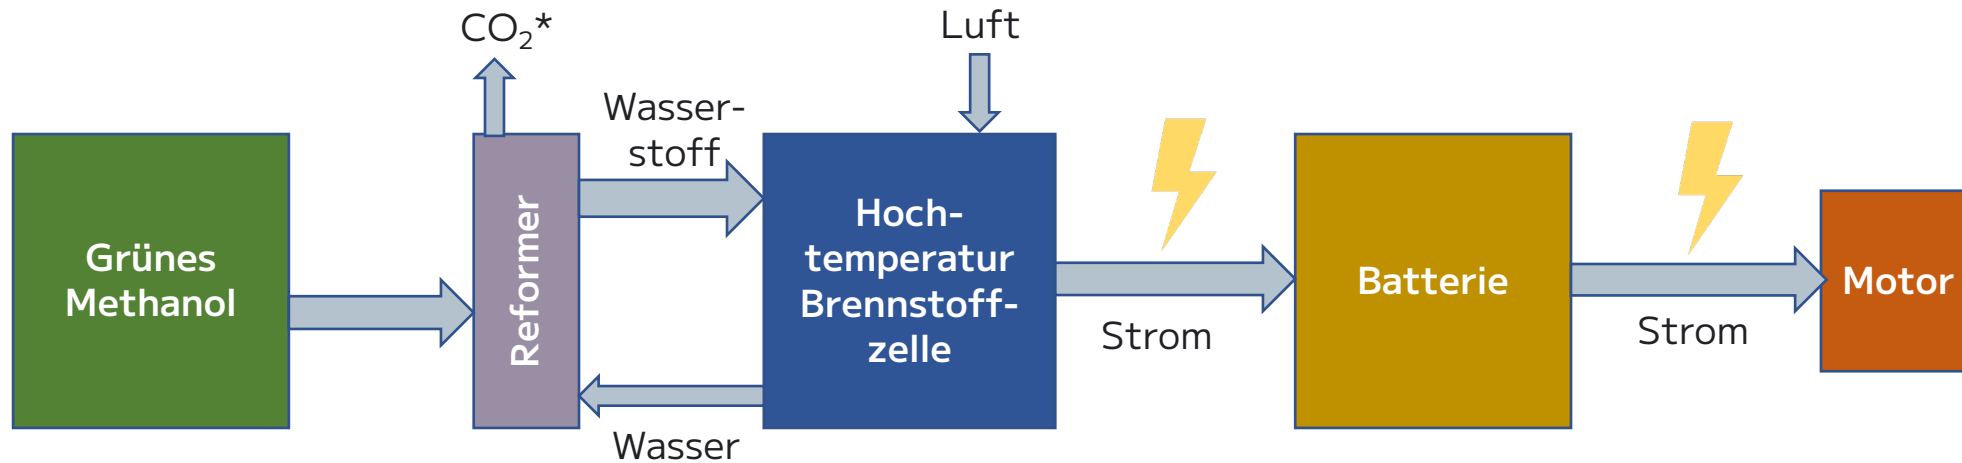 CO₂*
Luft
Wasser-
stoff
Grünes
Methanol
Reformer
Hoch-
temperatur
Brennstoff-
zelle
Wasser
Strom
Batterie
Strom
Motor